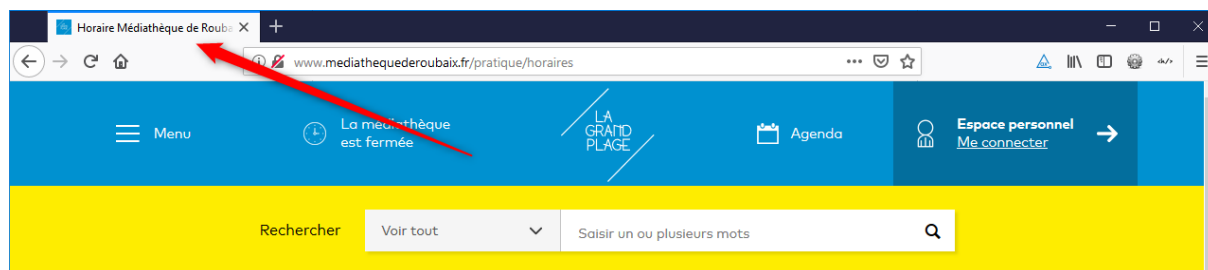 Horaire Médiathèque de Rouba
www.mediathequederoubaix.fr/pratique/horaires
Menu
La médiathèque
est fermée
LA
GRAND
PLAGE
Agenda
Espace personnel
Me connecter
Rechercher
Voir tout
Saisir un ou plusieurs mots